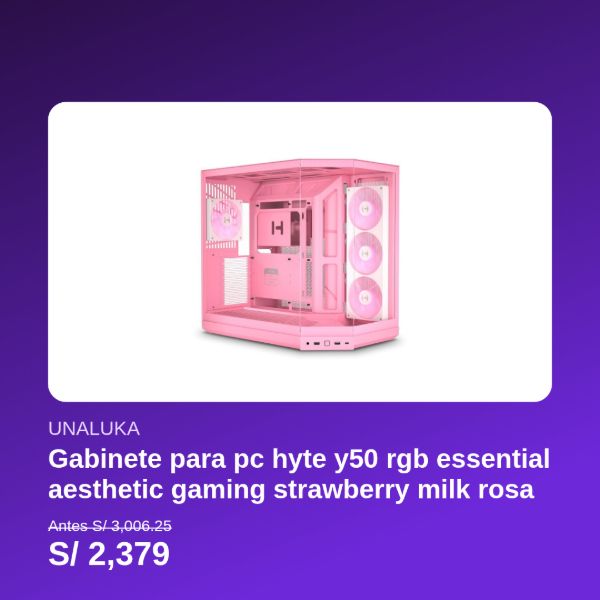 UNALUKA
Gabinete para pc hyte y50 rgb essential
aesthetic gaming strawberry milk rosa
Antes S/ 3,006.25
S/ 2,379